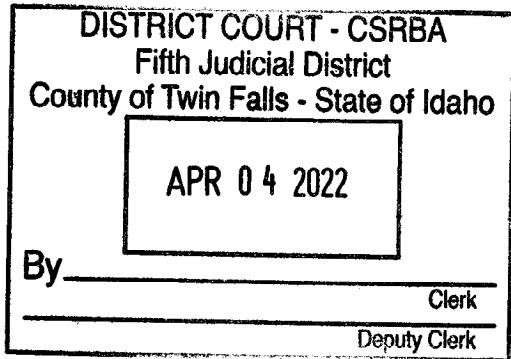 DISTRICT COURT - CSRBA
Fifth Judicial District
County of Twin Falls - State of Idaho
APR 04 2022
By
Clerk
Deputy Clerk